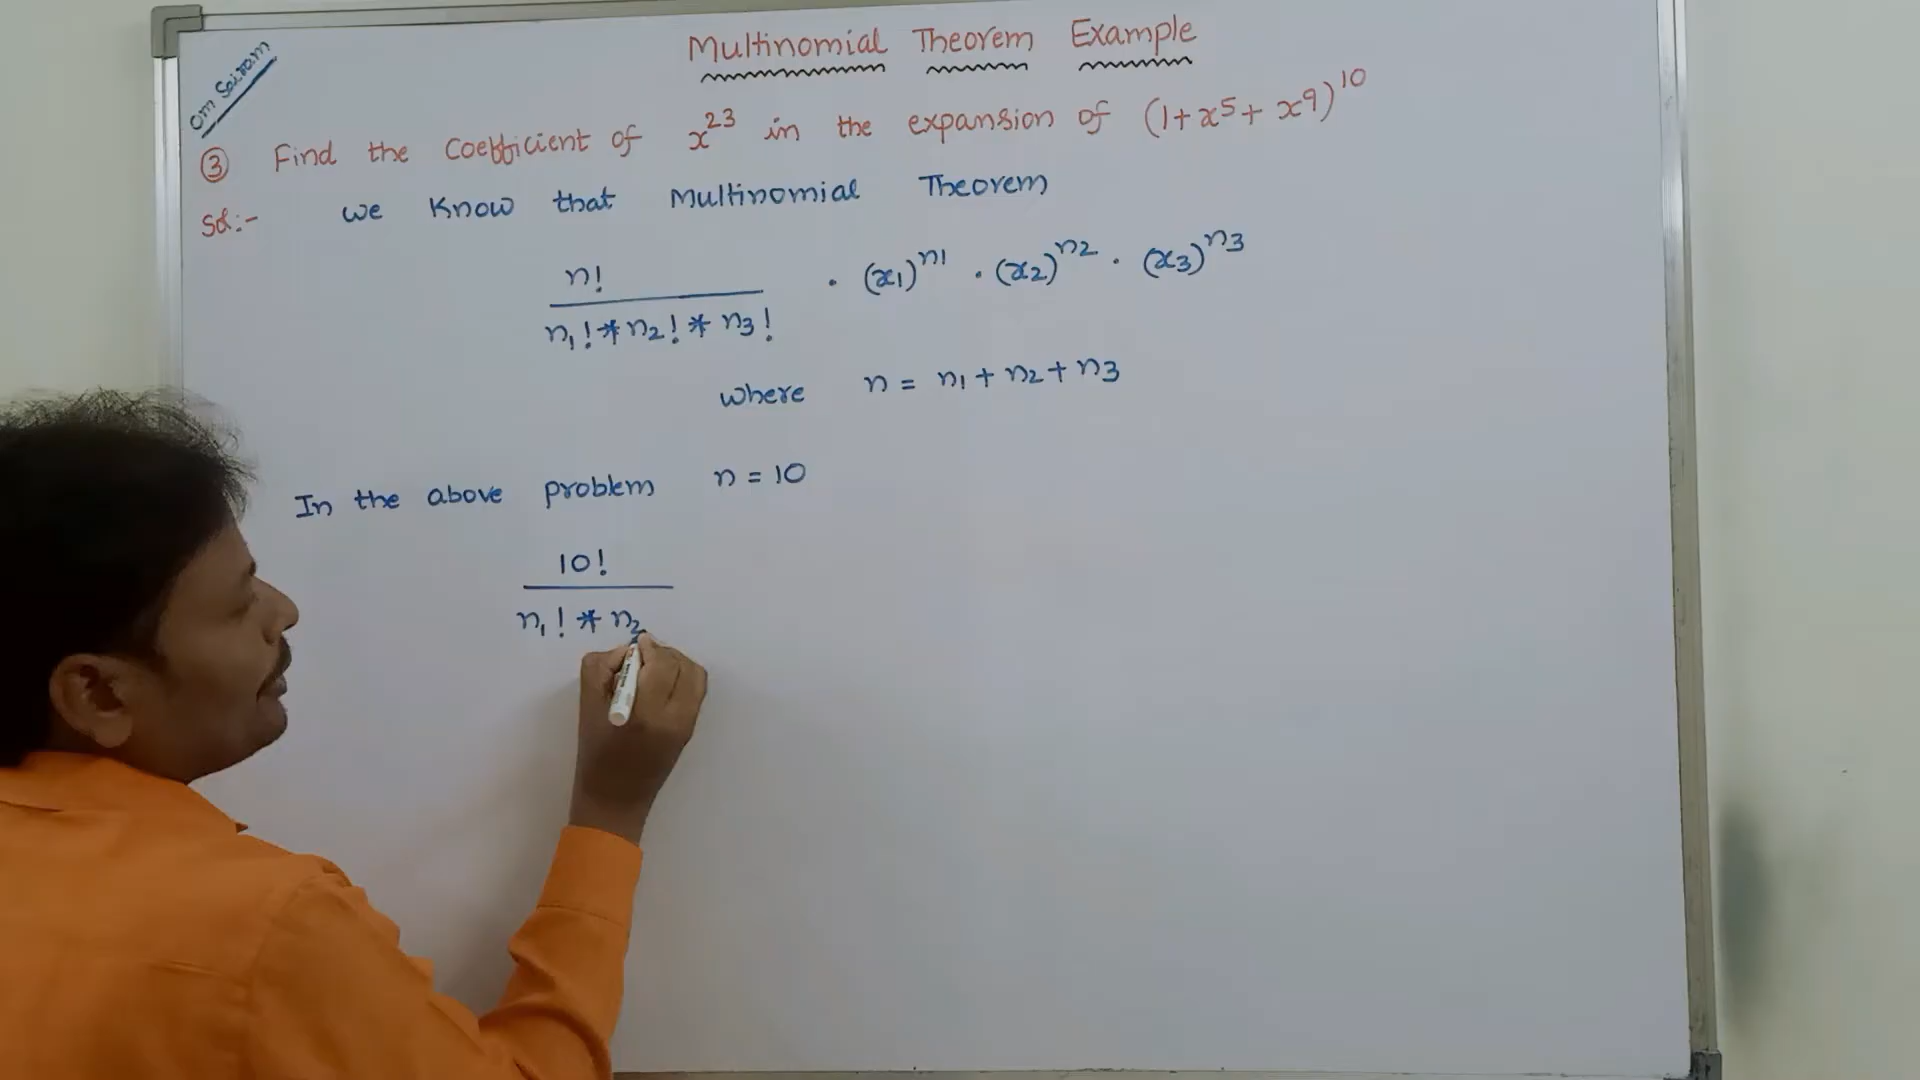 Om Sairam
Multinomial Theorem Example
③ Find the Coefficient of x^23 in the expansion of (1+x^5+x^9)^10
Sol:- we Know that Multinomial Theorem
n! / (n₁!*n₂!*n₃!) . (x₁)^n₁ . (x₂)^n₂ . (x₃)^n₃
where n = n₁+n₂+n₃
In the above problem n = 10
10!
n₁! * n₂